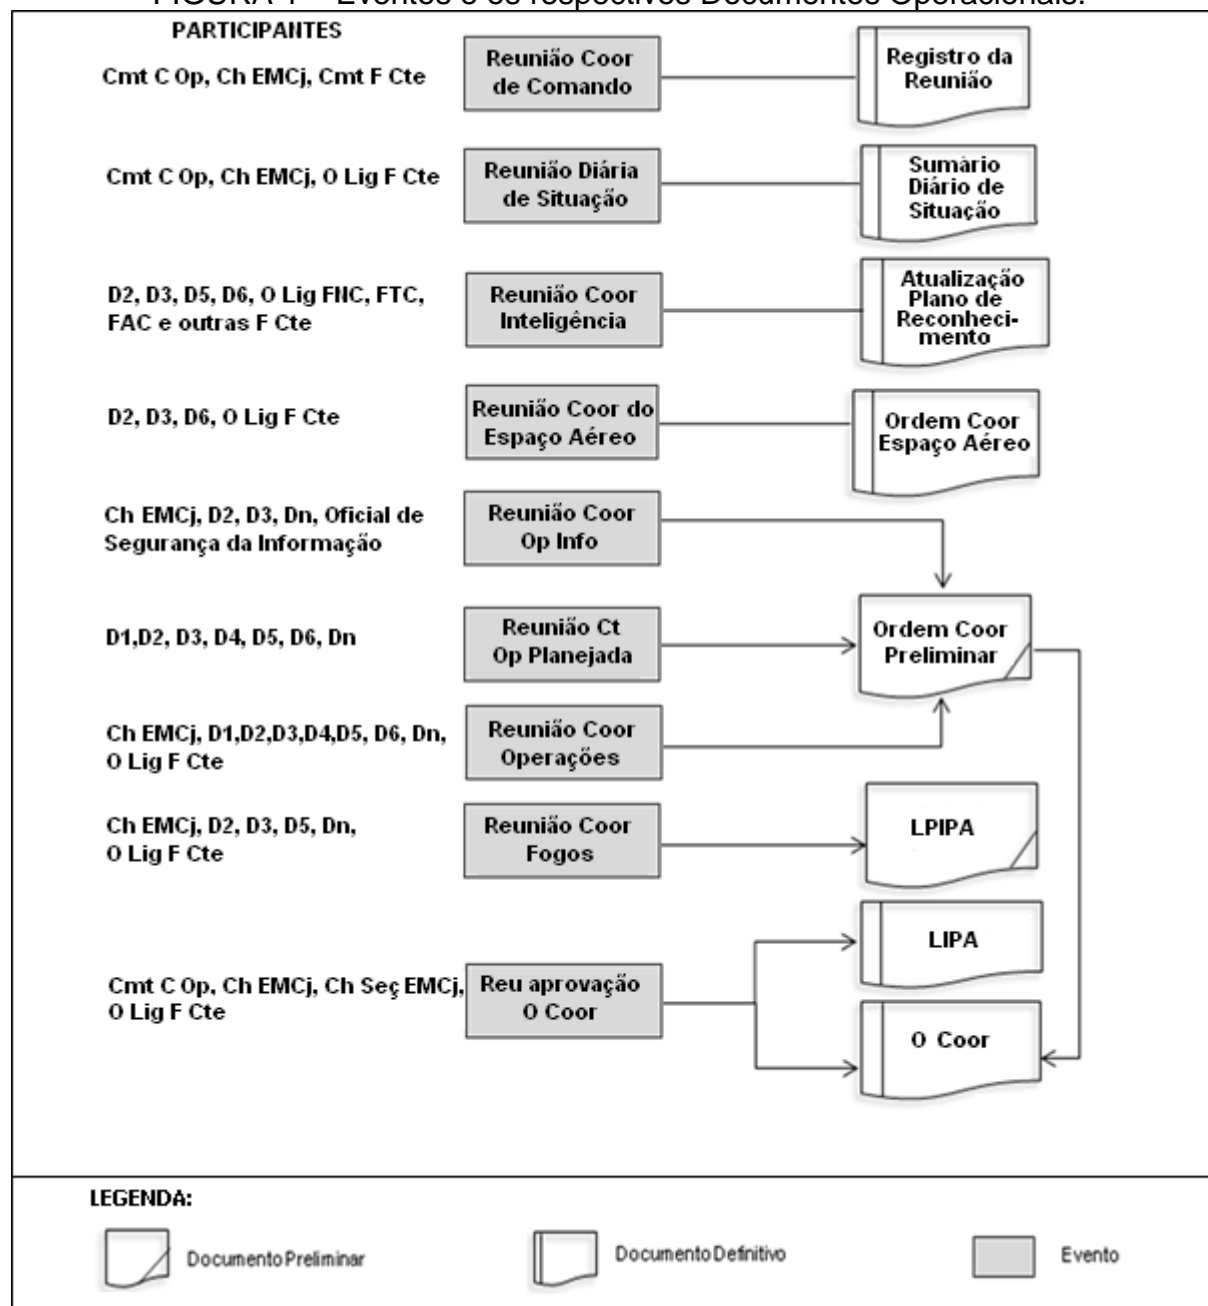 FIGURA 1 – Eventos e os respectivos Documentos Operacionais.
PARTICIPANTES
Cmt C Op, Ch EMCj, Cmt F Cte
Reunião Coor
de Comando
Registro da
Reunião
Cmt C Op, Ch EMCj, O Lig F Cte
Reunião Diária
de Situação
Sumário
Diário de
Situação
D2, D3, D5, D6, O Lig FNC, FTC,
FAC e outras F Cte
Reunião Coor
Inteligência
Atualização
Plano de
Reconheci-
mento
D2, D3, D6, O Lig F Cte
Reunião Coor do
Espaço Aéreo
Ordem Coor
Espaço Aéreo
Ch EMCj, D2, D3, Dn, Oficial de
Segurança da Informação
Reunião Coor
Op Info
D1,D2, D3, D4, D5, D6, Dn
Reunião Ct
Op Planejada
Ordem Coor
Preliminar
Ch EMCj, D1,D2,D3,D4,D5, D6, Dn,
O Lig F Cte
Reunião Coor
Operações
Ch EMCj, D2, D3, D5, Dn,
O Lig F Cte
Reunião Coor
Fogos
LPIPA
LIPA
Cmt C Op, Ch EMCj, Ch Seç EMCj,
O Lig F Cte
Reu aprovação
O Coor
O Coor
LEGENDA:
Documento Preliminar
Documento Definitivo
Evento